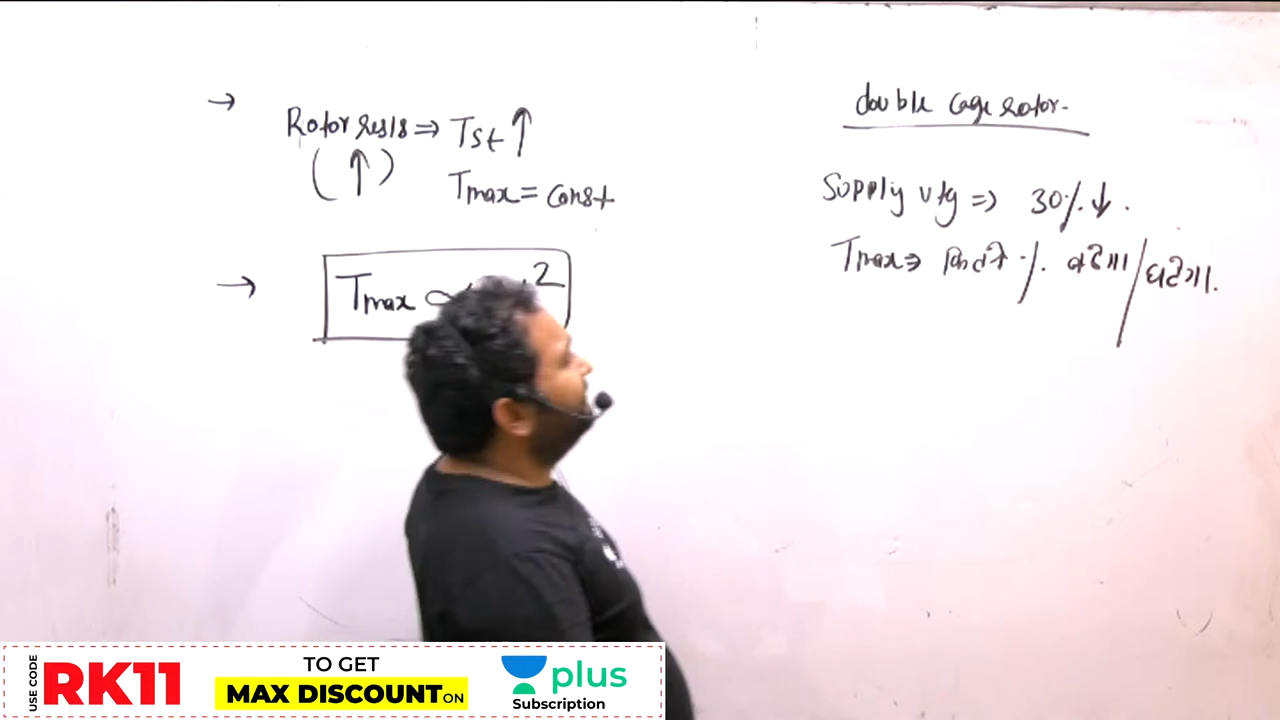 → Rotor resis ⇒ Tst ↑
(↑) Tmax = const
→ Tmax ∝ 2
double cage rotor.
Supply vtg ⇒ 30% ↓.
Tmax ⇒ कितने % बढेगा/घटेगा.
USE CODE
RK11
TO GET
MAX DISCOUNT ON
plus
Subscription